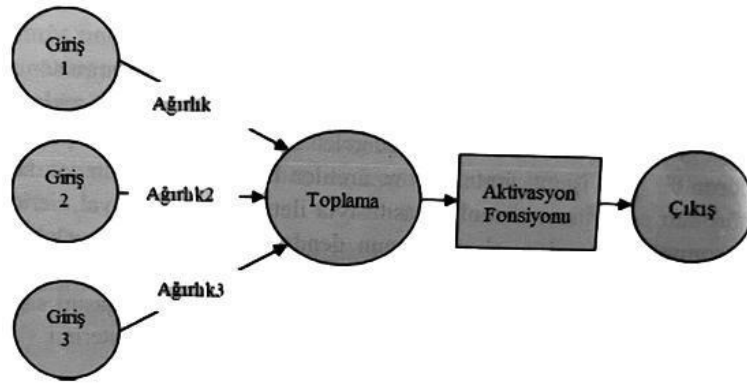 Giriş
1
Ağırlık
Giriş
2
Ağırlık2
Toplama
Aktivasyon
Fonsiyonu
Çıkış
Giriş
3
Ağırlık3